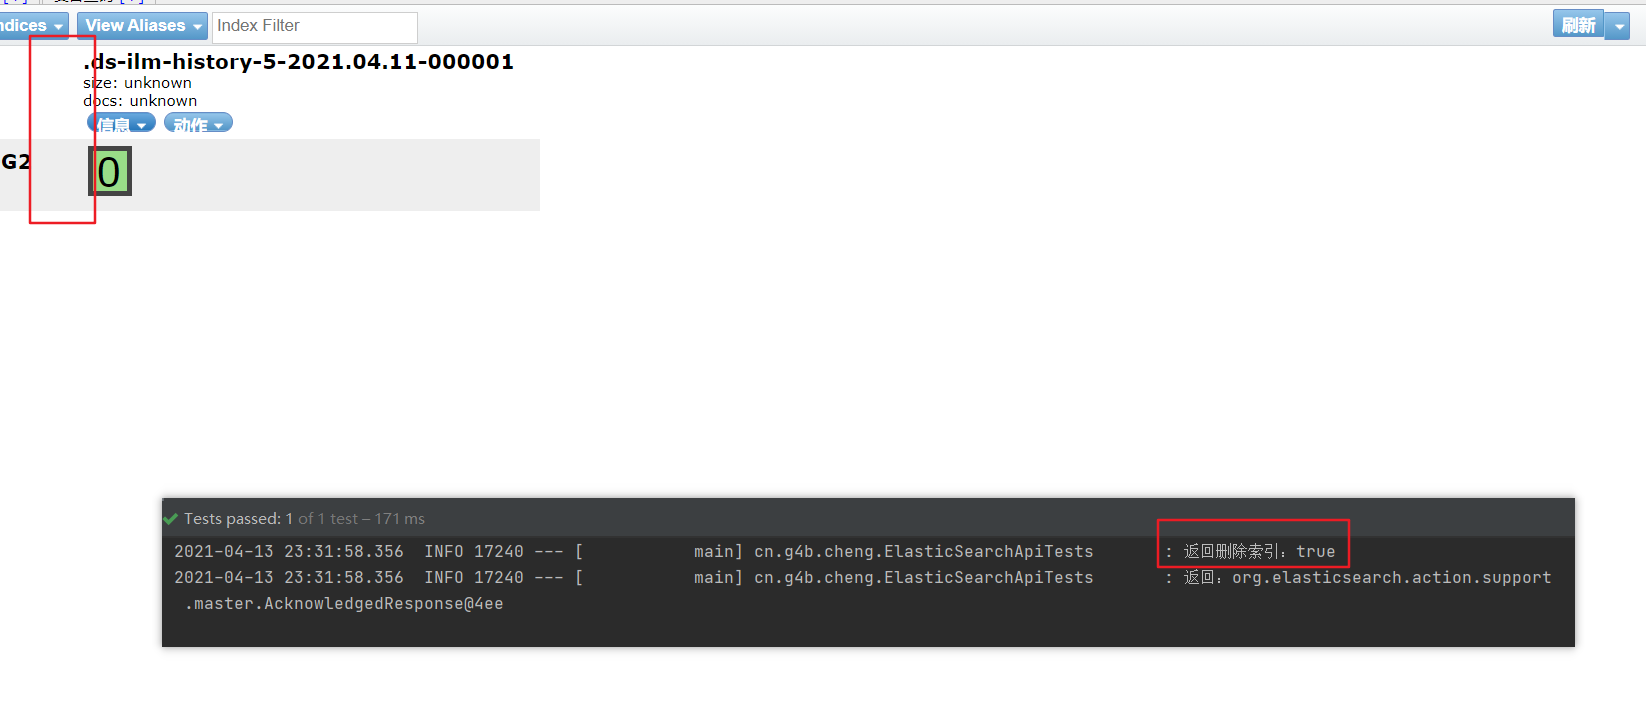 ndices View Aliases Index Filter 刷新
.ds-ilm-history-5-2021.04.11-000001
size: unknown
docs: unknown
信息 动作
G2 0
Tests passed: 1 of 1 test – 171 ms
2021-04-13 23:31:58.356 INFO 17240 --- [ main] cn.g4b.cheng.ElasticSearchApiTests : 返回删除索引：true
2021-04-13 23:31:58.356 INFO 17240 --- [ main] cn.g4b.cheng.ElasticSearchApiTests : 返回：org.elasticsearch.action.support
.master.AcknowledgedResponse@4ee